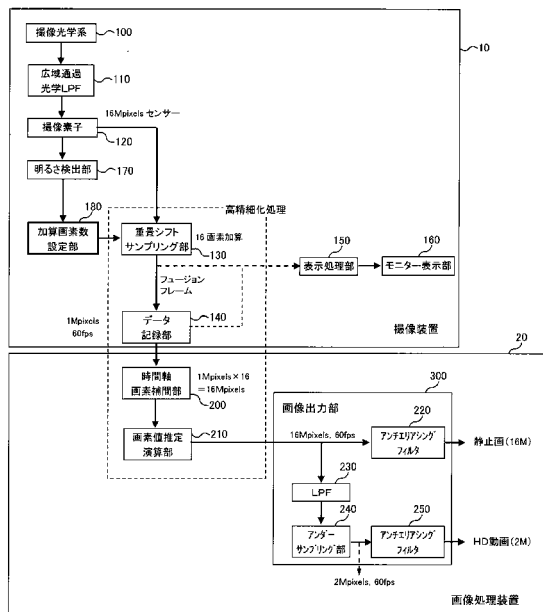 撮像光学系
100
10
広域通過
光学LPF
110
16Mpixels センサー
撮像素子
120
明るさ検出部
170
高精細化処理
180
加算画素数
設定部
重畳シフト
サンプリング部
16 画素加算
130
150
表示処理部
160
モニター表示部
フュージョン
フレーム
1Mpixels
60fps
140
データ
記録部
撮像装置
20
時間軸
画素補間部
1Mpixels×16
=16Mpixels
200
300
画像出力部
画素値推定
演算部
210
16Mpixels, 60fps
220
アンチエリアシング
フィルタ
静止画(16M)
230
LPF
240
アンダー
サンプリング部
250
アンチエリアシング
フィルタ
HD動画(2M)
2Mpixels, 60fps
画像処理装置